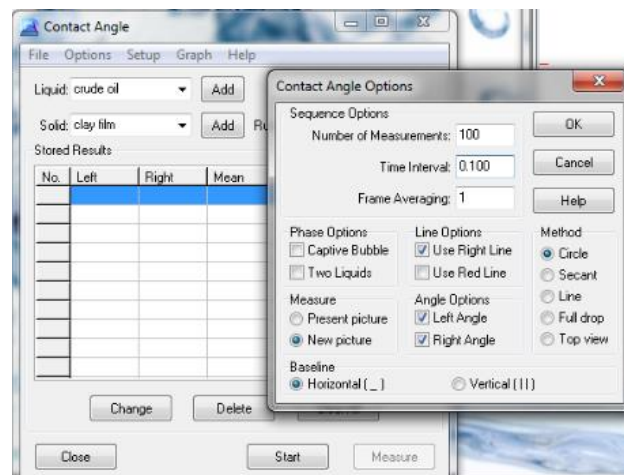 Contact Angle
File Options Setup Graph Help
Liquid: crude oil Add
Solid: clay film Add
Stored Results
No. Left Right Mean
Change Delete
Close Start Measure
Contact Angle Options
Sequence Options
Number of Measurements: 100
Time Interval: 0.100
Frame Averaging: 1
OK
Cancel
Help
Phase Options
Captive Bubble
Two Liquids
Line Options
Use Right Line
Use Red Line
Method
Circle
Secant
Line
Full drop
Top view
Measure
Present picture
New picture
Angle Options
Left Angle
Right Angle
Baseline
Horizontal ( _ )
Vertical ( | | )